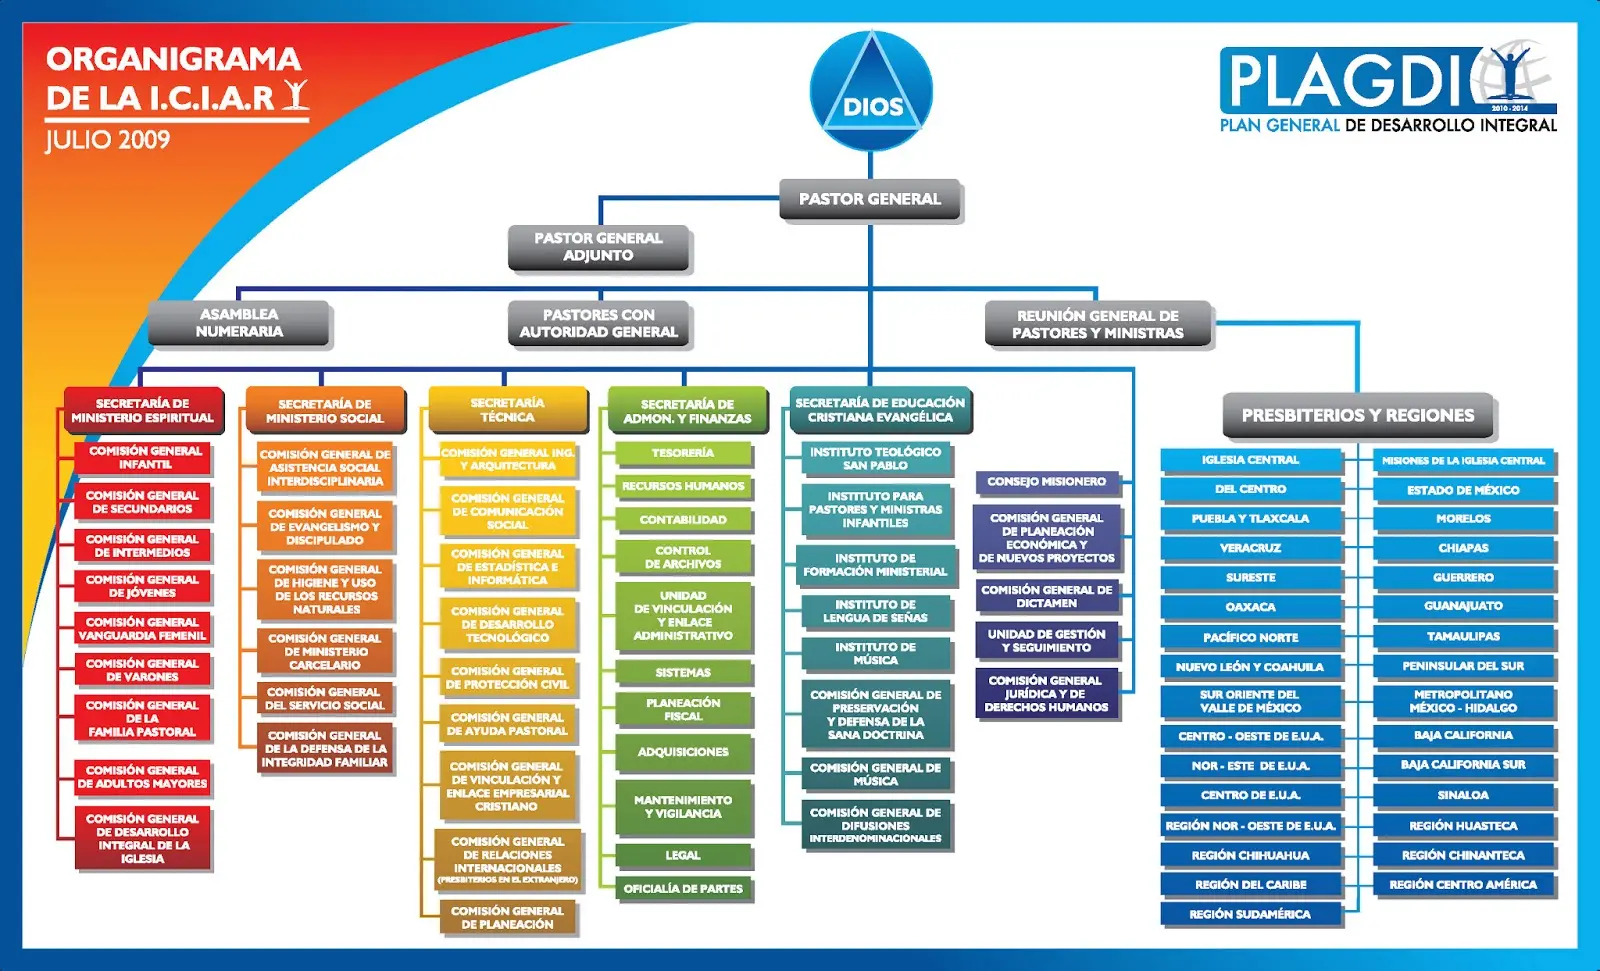 ORGANIGRAMA
DE LA I.C.I.A.R
JULIO 2009
DIOS
PLAGDI
2010 - 2014
PLAN GENERAL DE DESARROLLO INTEGRAL
PASTOR GENERAL
PASTOR GENERAL
ADJUNTO
ASAMBLEA
NUMERARIA
PASTORES CON
AUTORIDAD GENERAL
REUNIÓN GENERAL DE
PASTORES Y MINISTRAS
SECRETARÍA DE
MINISTERIO ESPIRITUAL
COMISIÓN GENERAL
INFANTIL
COMISIÓN GENERAL
DE SECUNDARIOS
COMISIÓN GENERAL
DE INTERMEDIOS
COMISIÓN GENERAL
DE JÓVENES
COMISIÓN GENERAL
VANGUARDIA FEMENIL
COMISIÓN GENERAL
DE VARONES
COMISIÓN GENERAL
DE LA
FAMILIA PASTORAL
COMISIÓN GENERAL
DE ADULTOS MAYORES
COMISIÓN GENERAL
DE DESARROLLO
INTEGRAL DE LA
IGLESIA
SECRETARÍA DE
MINISTERIO SOCIAL
COMISIÓN GENERAL DE
ASISTENCIA SOCIAL
INTERDISCIPLINARIA
COMISIÓN GENERAL
DE EVANGELISMO Y
DISCIPULADO
COMISIÓN GENERAL
DE HIGIENE Y USO
DE LOS RECURSOS
NATURALES
COMISIÓN GENERAL
DE MINISTERIO
CARCELARIO
COMISIÓN GENERAL
DEL SERVICIO SOCIAL
COMISIÓN GENERAL
DE LA DEFENSA DE LA
INTEGRIDAD FAMILIAR
SECRETARÍA
TÉCNICA
COMISIÓN GENERAL ING.
Y ARQUITECTURA
COMISIÓN GENERAL
DE COMUNICACIÓN
SOCIAL
COMISIÓN GENERAL
DE ESTADÍSTICA E
INFORMÁTICA
COMISIÓN GENERAL
DE DESARROLLO
TECNOLÓGICO
COMISIÓN GENERAL
DE PROTECCIÓN CIVIL
COMISIÓN GENERAL
DE AYUDA PASTORAL
COMISIÓN GENERAL
DE VINCULACIÓN Y
ENLACE EMPRESARIAL
CRISTIANO
COMISIÓN GENERAL
DE RELACIONES
INTERNACIONALES
(PRESBITERIOS EN EL EXTRANJERO)
COMISIÓN GENERAL
DE PLANEACIÓN
SECRETARÍA DE
ADMON. Y FINANZAS
TESORERÍA
RECURSOS HUMANOS
CONTABILIDAD
CONTROL
DE ARCHIVOS
UNIDAD
DE VINCULACIÓN
Y ENLACE
ADMINISTRATIVO
SISTEMAS
PLANEACIÓN
FISCAL
ADQUISICIONES
MANTENIMIENTO
Y VIGILANCIA
LEGAL
OFICIALÍA DE PARTES
SECRETARÍA DE EDUCACIÓN
CRISTIANA EVANGÉLICA
INSTITUTO TEOLÓGICO
SAN PABLO
INSTITUTO PARA
PASTORES Y MINISTRAS
INFANTILES
INSTITUTO DE
FORMACIÓN MINISTERIAL
INSTITUTO DE
LENGUA DE SEÑAS
INSTITUTO DE
MÚSICA
COMISIÓN GENERAL DE
PRESERVACIÓN
Y DEFENSA DE LA
SANA DOCTRINA
COMISIÓN GENERAL DE
MÚSICA
COMISIÓN GENERAL DE
DIFUSIONES
INTERDENOMINACIONALES
CONSEJO MISIONERO
COMISIÓN GENERAL
DE PLANEACIÓN
ECONÓMICA Y
DE NUEVOS PROYECTOS
COMISIÓN GENERAL DE
DICTAMEN
UNIDAD DE GESTIÓN
Y SEGUIMIENTO
COMISIÓN GENERAL
JURÍDICA Y DE
DERECHOS HUMANOS
PRESBITERIOS Y REGIONES
IGLESIA CENTRAL
DEL CENTRO
PUEBLA Y TLAXCALA
VERACRUZ
SURESTE
OAXACA
PACÍFICO NORTE
NUEVO LEÓN Y COAHUILA
SUR ORIENTE DEL
VALLE DE MÉXICO
CENTRO - OESTE DE E.U.A.
NOR - ESTE DE E.U.A.
CENTRO DE E.U.A.
REGIÓN NOR - OESTE DE E.U.A.
REGIÓN CHIHUAHUA
REGIÓN DEL CARIBE
REGIÓN SUDAMÉRICA
MISIONES DE LA IGLESIA CENTRAL
ESTADO DE MÉXICO
MORELOS
CHIAPAS
GUERRERO
GUANAJUATO
TAMAULIPAS
PENINSULAR DEL SUR
METROPOLITANO
MÉXICO - HIDALGO
BAJA CALIFORNIA
BAJA CALIFORNIA SUR
SINALOA
REGIÓN HUASTECA
REGIÓN CHINANTECA
REGIÓN CENTRO AMÉRICA